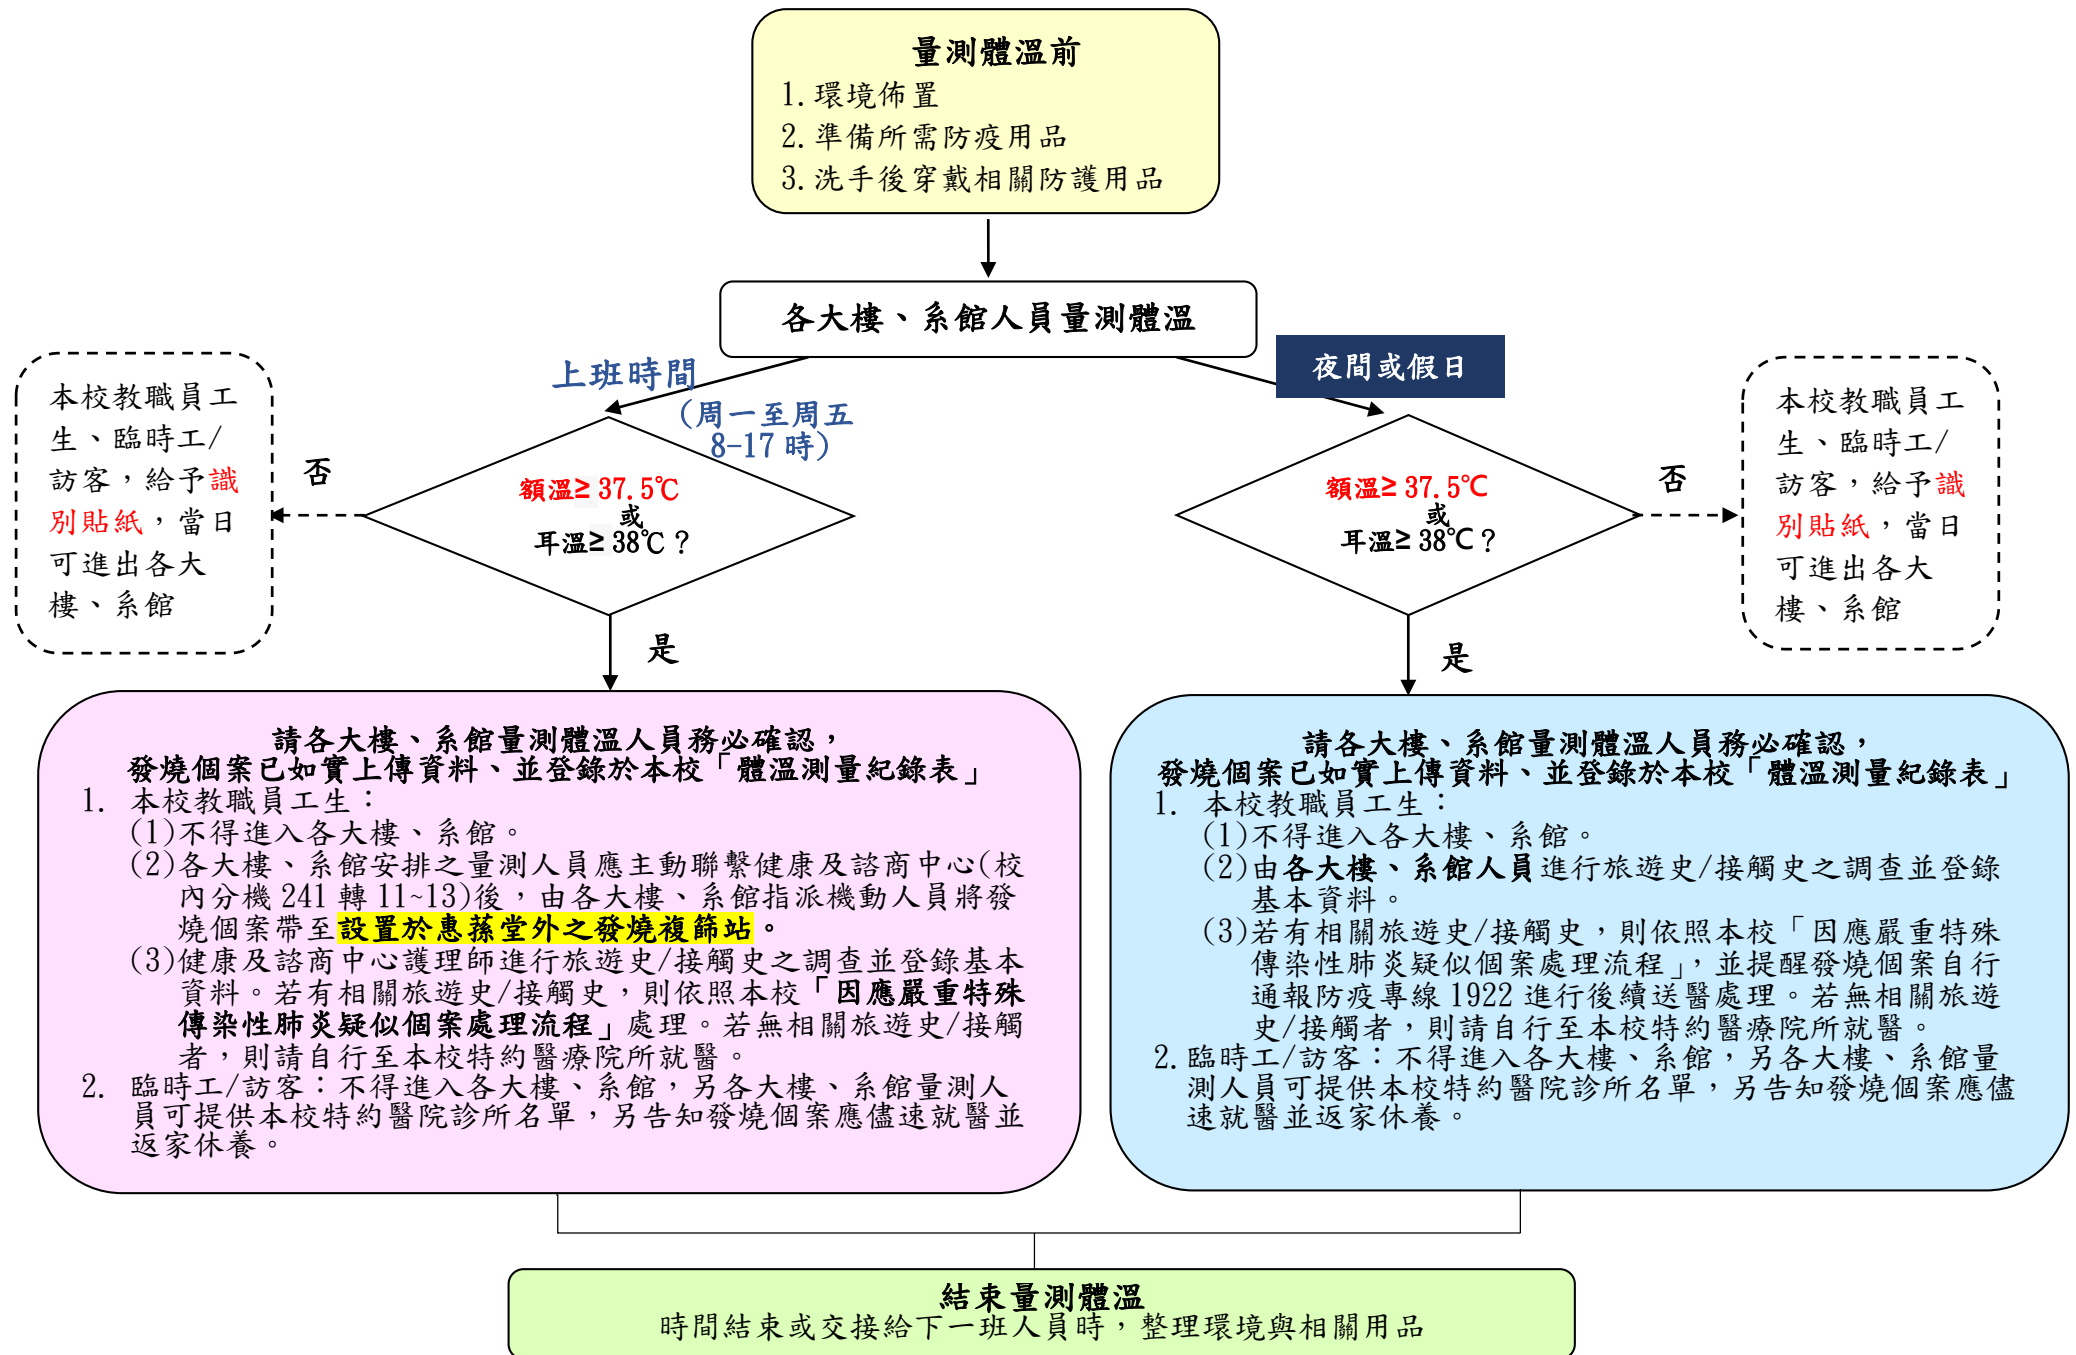 量測體溫前
1.環境佈置
2.準備所需防疫用品
3.洗手後穿戴相關防護用品
各大樓、系館人員量測體溫
上班時間
(周一至周五
8-17 時)
夜間或假日
本校教職員工
生、臨時工/
訪客，給予識
別貼紙，當日
可進出各大
樓、系館
否
額溫≥ 37.5℃
或
耳溫≥ 38℃？
是
額溫≥ 37.5℃
或
耳溫≥ 38℃？
否
是
本校教職員工
生、臨時工/
訪客，給予識
別貼紙，當日
可進出各大
樓、系館
請各大樓、系館量測體溫人員務必確認，
發燒個案已如實上傳資料、並登錄於本校「體溫測量紀錄表」
1. 本校教職員工生：
(1)不得進入各大樓、系館。
(2)各大樓、系館安排之量測人員應主動聯繫健康及諮商中心(校
內分機 241 轉 11~13)後，由各大樓、系館指派機動人員將發
燒個案帶至設置於惠蓀堂外之發燒複篩站。
(3)健康及諮商中心護理師進行旅遊史/接觸史之調查並登錄基本
資料。若有相關旅遊史/接觸史，則依照本校「因應嚴重特殊
傳染性肺炎疑似個案處理流程」處理。若無相關旅遊史/接觸
者，則請自行至本校特約醫療院所就醫。
2. 臨時工/訪客：不得進入各大樓、系館，另各大樓、系館量測人
員可提供本校特約醫院診所名單，另告知發燒個案應儘速就醫並
返家休養。
請各大樓、系館量測體溫人員務必確認，
發燒個案已如實上傳資料、並登錄於本校「體溫測量紀錄表」
1. 本校教職員工生：
(1)不得進入各大樓、系館。
(2)由各大樓、系館人員進行旅遊史/接觸史之調查並登錄
基本資料。
(3)若有相關旅遊史/接觸史，則依照本校「因應嚴重特殊
傳染性肺炎疑似個案處理流程」，並提醒發燒個案自行
通報防疫專線 1922 進行後續送醫處理。若無相關旅遊
史/接觸者，則請自行至本校特約醫療院所就醫。
2.臨時工/訪客：不得進入各大樓、系館，另各大樓、系館量
測人員可提供本校特約醫院診所名單，另告知發燒個案應儘
速就醫並返家休養。
結束量測體溫
時間結束或交接給下一班人員時，整理環境與相關用品